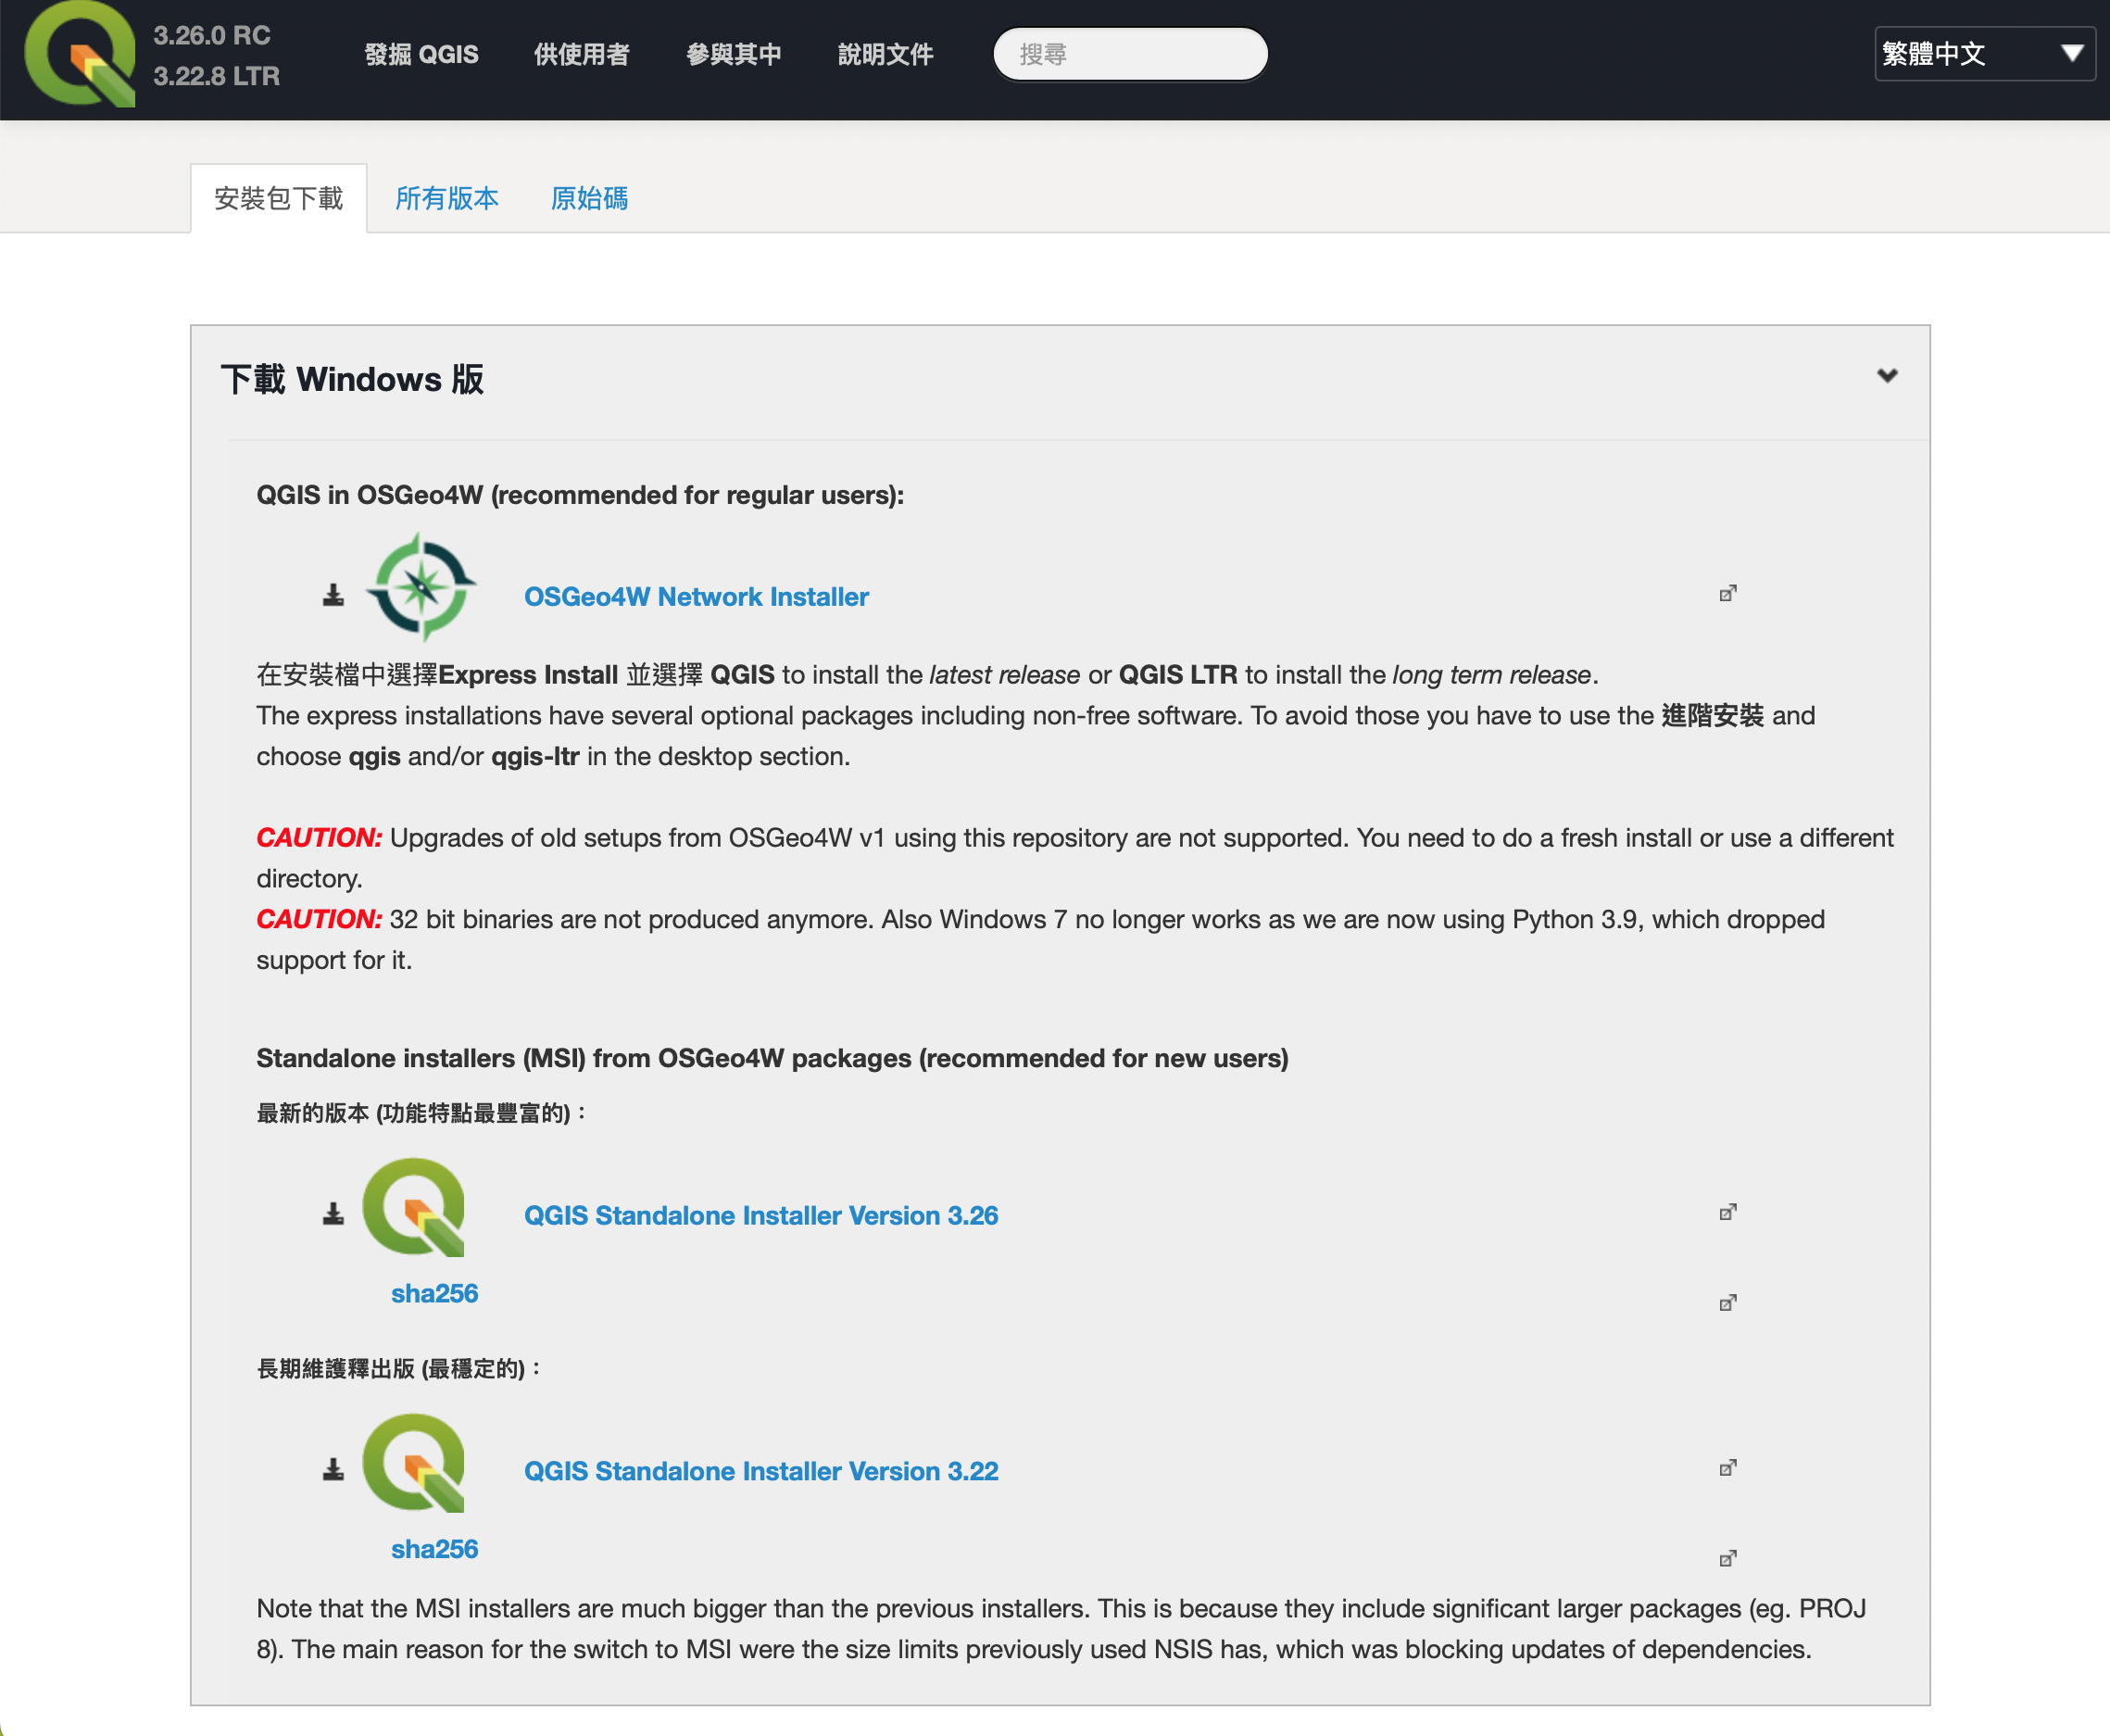 3.26.0 RC
3.22.8 LTR
發掘 QGIS
供使用者
參與其中
說明文件
搜尋
繁體中文
安裝包下載
所有版本
原始碼
下載 Windows 版
QGIS in OSGeo4W (recommended for regular users):
OSGeo4W Network Installer
在安裝檔中選擇Express Install 並選擇 QGIS to install the latest release or QGIS LTR to install the long term release.
The express installations have several optional packages including non-free software. To avoid those you have to use the 進階安裝 and
choose qgis and/or qgis-ltr in the desktop section.
CAUTION: Upgrades of old setups from OSGeo4W v1 using this repository are not supported. You need to do a fresh install or use a different
directory.
CAUTION: 32 bit binaries are not produced anymore. Also Windows 7 no longer works as we are now using Python 3.9, which dropped
support for it.
Standalone installers (MSI) from OSGeo4W packages (recommended for new users)
最新的版本 (功能特點最豐富的)：
QGIS Standalone Installer Version 3.26
sha256
長期維護釋出版 (最穩定的)：
QGIS Standalone Installer Version 3.22
sha256
Note that the MSI installers are much bigger than the previous installers. This is because they include significant larger packages (eg. PROJ
8). The main reason for the switch to MSI were the size limits previously used NSIS has, which was blocking updates of dependencies.